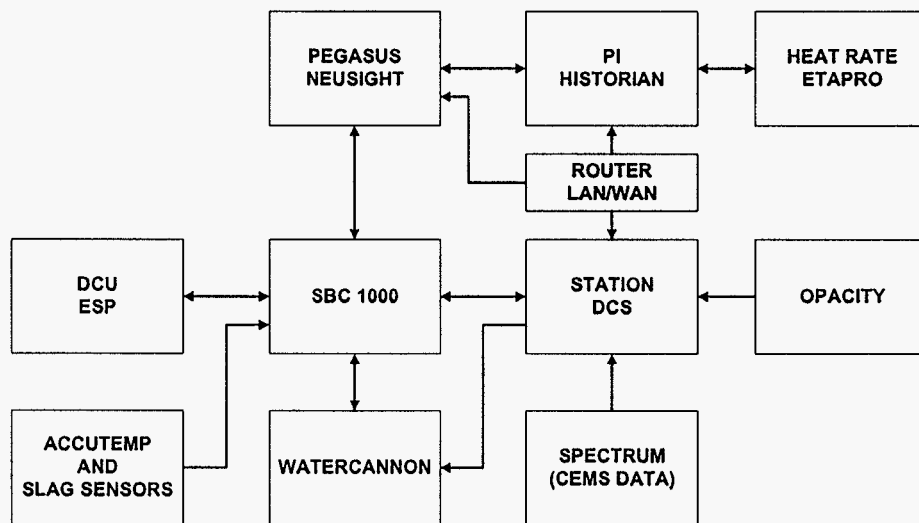 PEGASUS
NEUSIGHT
PI
HISTORIAN
HEAT RATE
ETAPRO
ROUTER
LAN/WAN
DCU
ESP
SBC 1000
STATION
DCS
OPACITY
ACCUTEMP
AND
SLAG SENSORS
WATERCANNON
SPECTRUM
(CEMS DATA)